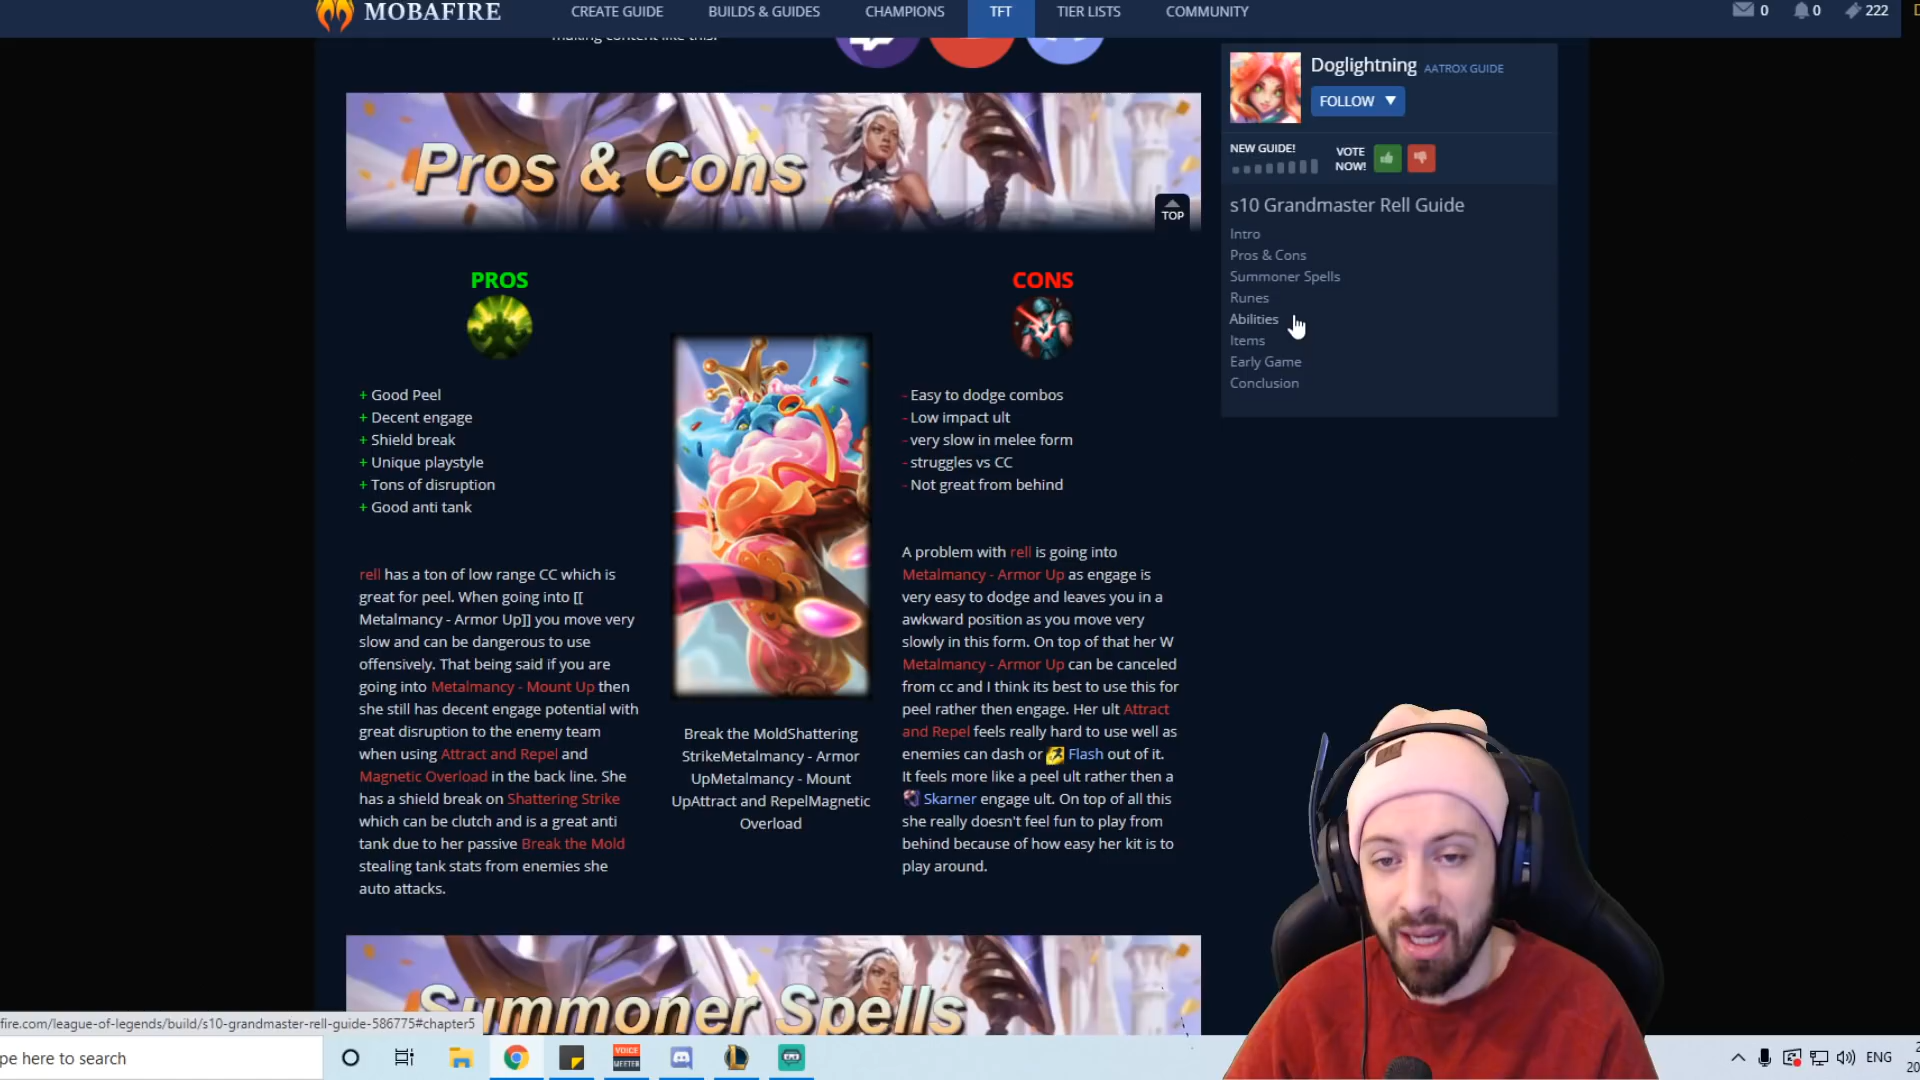 MOBAFIRE
CREATE GUIDE
BUILDS & GUIDES
CHAMPIONS
TFT
TIER LISTS
COMMUNITY
0
0
222
making content like this.
Pros & Cons
TOP
PROS
+ Good Peel
+ Decent engage
+ Shield break
+ Unique playstyle
+ Tons of disruption
+ Good anti tank
rell has a ton of low range CC which is
great for peel. When going into [[
Metalmancy - Armor Up]] you move very
slow and can be dangerous to use
offensively. That being said if you are
going into Metalmancy - Mount Up then
she still has decent engage potential with
great disruption to the enemy team
when using Attract and Repel and
Magnetic Overload in the back line. She
has a shield break on Shattering Strike
which can be clutch and is a great anti
tank due to her passive Break the Mold
stealing tank stats from enemies she
auto attacks.
Break the MoldShattering
StrikeMetalmancy - Armor
UpMetalmancy - Mount
UpAttract and RepelMagnetic
Overload
CONS
- Easy to dodge combos
- Low impact ult
- very slow in melee form
- struggles vs CC
- Not great from behind
A problem with rell is going into
Metalmancy - Armor Up as engage is
very easy to dodge and leaves you in a
awkward position as you move very
slowly in this form. On top of that her W
Metalmancy - Armor Up can be canceled
from cc and I think its best to use this for
peel rather then engage. Her ult Attract
and Repel feels really hard to use well as
enemies can dash or Flash out of it.
It feels more like a peel ult rather then a
Skarner engage ult. On top of all this
she really doesn't feel fun to play from
behind because of how easy her kit is to
play around.
Summoner Spells
Doglightning AATROX GUIDE
FOLLOW
NEW GUIDE!
VOTE
NOW!
s10 Grandmaster Rell Guide
Intro
Pros & Cons
Summoner Spells
Runes
Abilities
Items
Early Game
Conclusion
fire.com/league-of-legends/build/s10-grandmaster-rell-guide-586775#chapter5
pe here to search
VOICE
MEETER
ENG